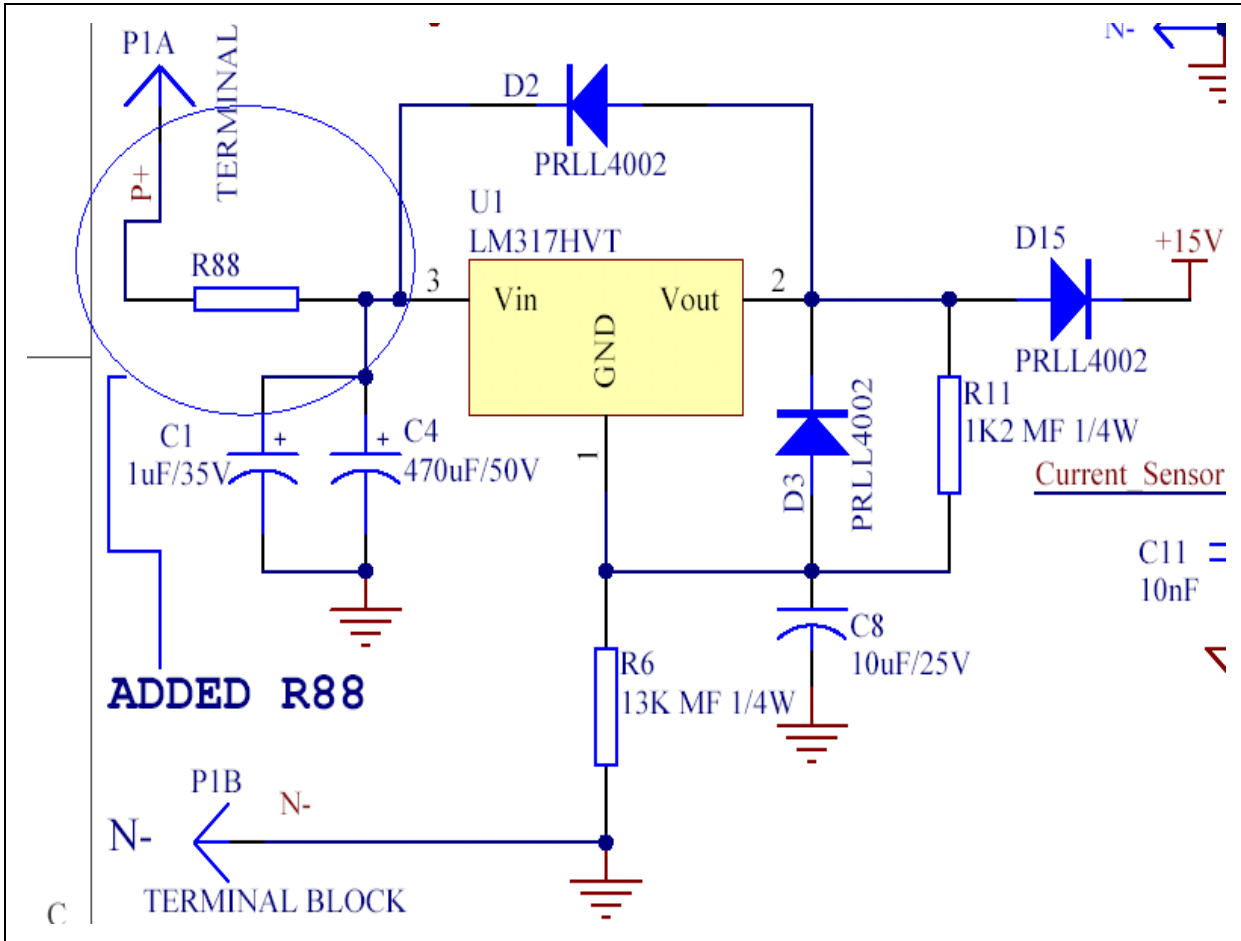 P1A
TERMINAL
P+
N-
D2
PRLL4002
U1
LM317HVT
R88
3
Vin
Vout
GND
2
1
D15
+15V
PRLL4002
C1
1uF/35V
+
+
C4
470uF/50V
D3
PRLL4002
R11
1K2 MF 1/4W
Current_Sensor
C11
10nF
C8
10uF/25V
R6
13K MF 1/4W
ADDED R88
P1B
N-
N-
TERMINAL BLOCK
C